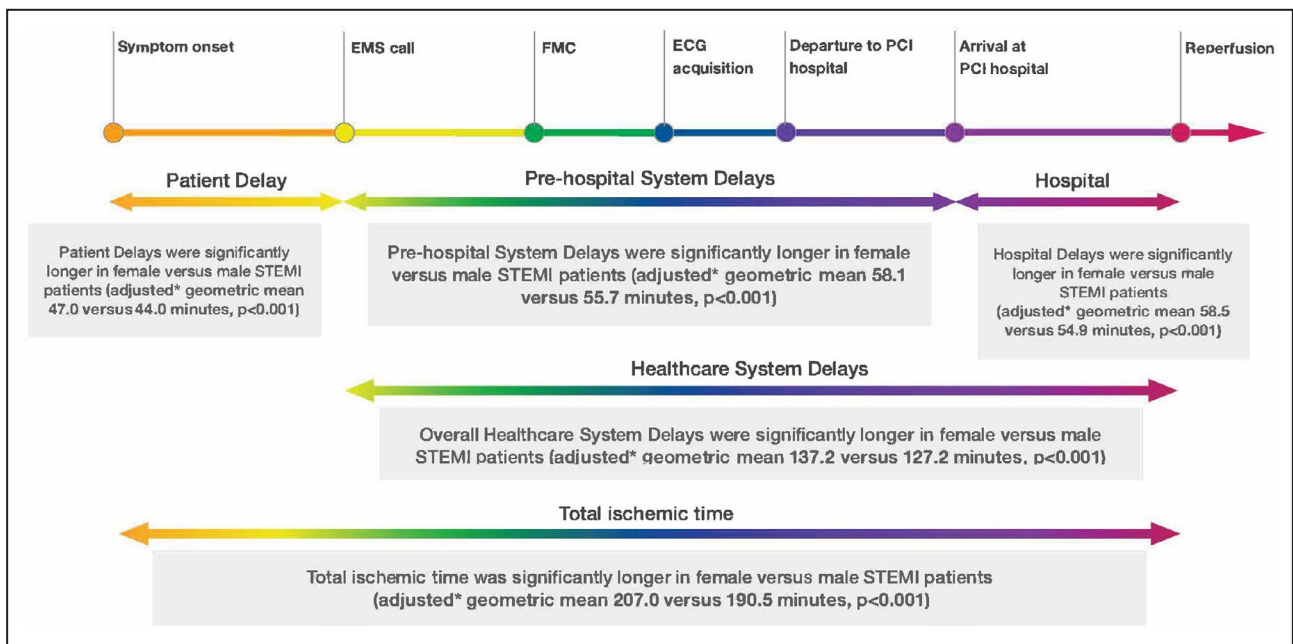 Symptom onset
EMS call
FMC
ECG
acquisition
Departure to PCI
hospital
Arrival at
PCI hospital
Reperfusion
Patient Delay
Pre-hospital System Delays
Hospital
Patient Delays were significantly
longer in female versus male STEMI
patients (adjusted* geometric mean
47.0 versus 44.0 minutes, p<0.001)
Pre-hospital System Delays were significantly longer in female
versus male STEMI patients (adjusted* geometric mean 58.1
versus 55.7 minutes, p<0.001)
Hospital Delays were significantly
longer in female versus male
STEMI patients
(adjusted* geometric mean 58.5
versus 54.9 minutes, p<0.001)
Healthcare System Delays
Overall Healthcare System Delays were significantly longer in female versus male
STEMI patients (adjusted* geometric mean 137.2 versus 127.2 minutes, p<0.001)
Total ischemic time
Total ischemic time was significantly longer in female versus male STEMI patients
(adjusted* geometric mean 207.0 versus 190.5 minutes, p<0.001)